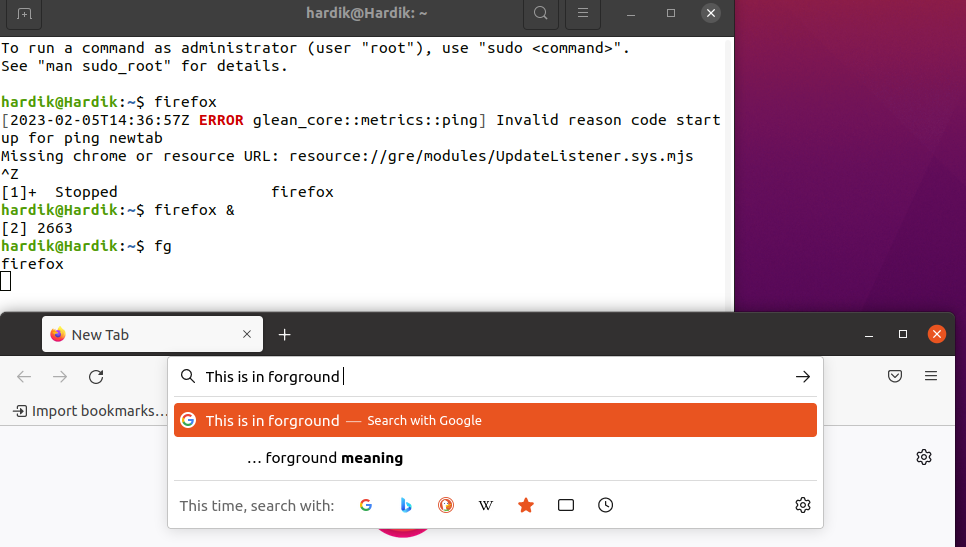 hardik@Hardik: ~
To run a command as administrator (user "root"), use "sudo <command>".
See "man sudo_root" for details.
hardik@Hardik:~$ firefox
[2023-02-05T14:36:57Z ERROR glean_core::metrics::ping] Invalid reason code start
up for ping newtab
Missing chrome or resource URL: resource://gre/modules/UpdateListener.sys.mjs
^Z
[1]+  Stopped                 firefox
hardik@Hardik:~$ firefox &
[2] 2663
hardik@Hardik:~$ fg
firefox
New Tab
This is in forground
Import bookmarks...
This is in forground — Search with Google
... forground meaning
This time, search with: